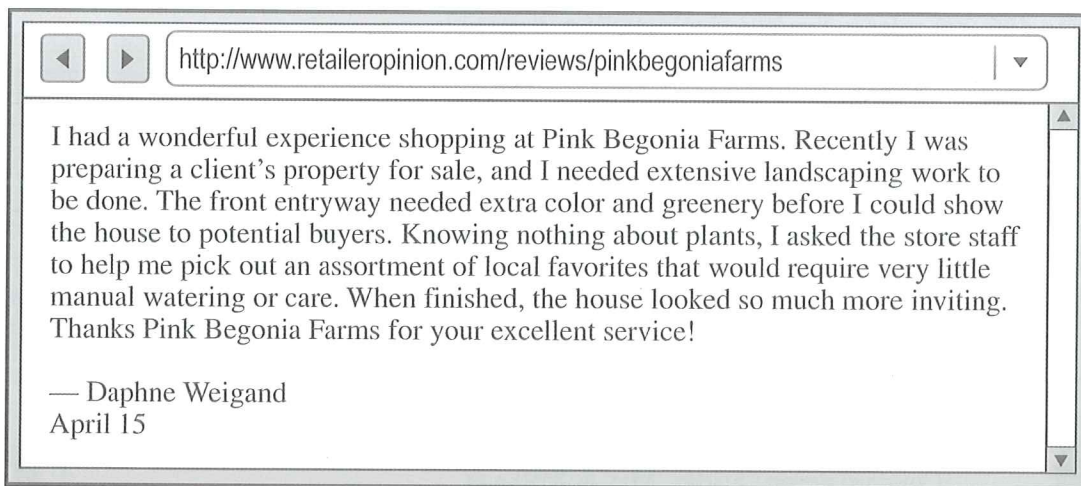 http://www.retaileropinion.com/reviews/pinkbegoniafarms
I had a wonderful experience shopping at Pink Begonia Farms. Recently I was
preparing a client's property for sale, and I needed extensive landscaping work to
be done. The front entryway needed extra color and greenery before I could show
the house to potential buyers. Knowing nothing about plants, I asked the store staff
to help me pick out an assortment of local favorites that would require very little
manual watering or care. When finished, the house looked so much more inviting.
Thanks Pink Begonia Farms for your excellent service!
— Daphne Weigand
April 15